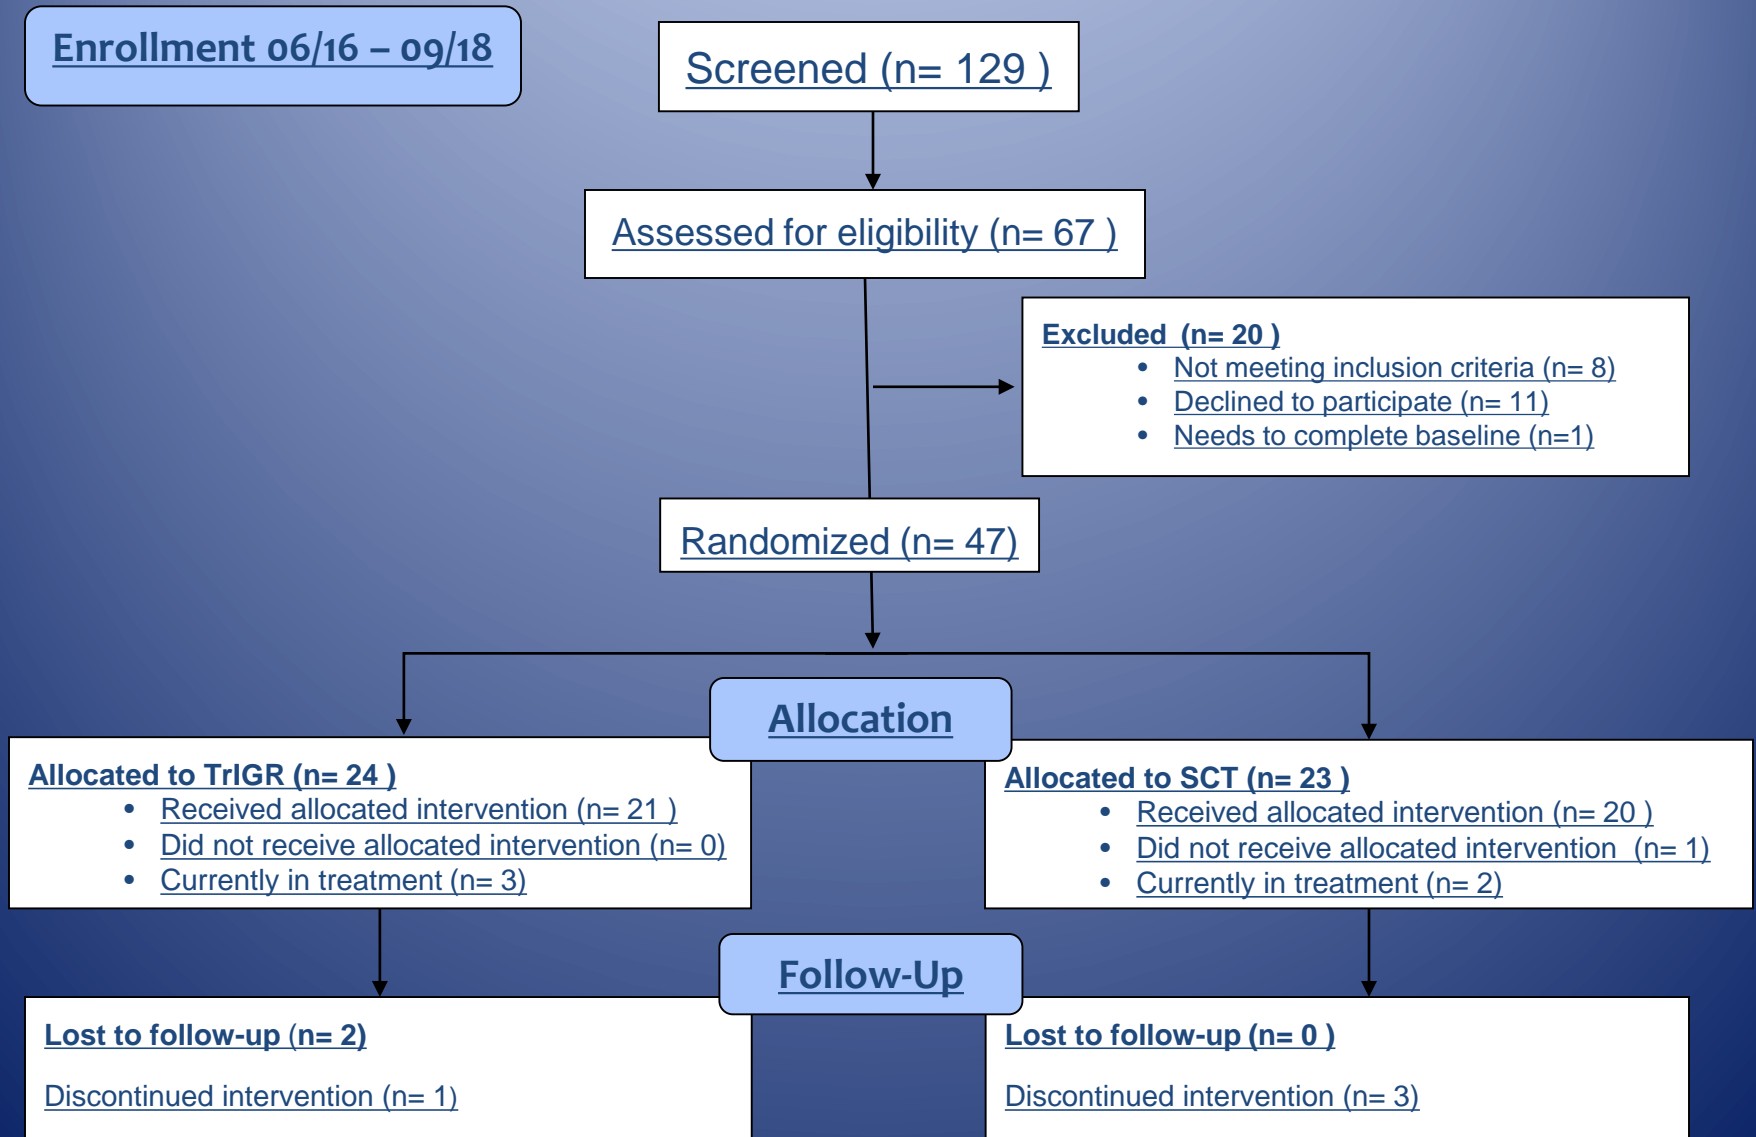 Enrollment 06/16 – 09/18
Screened (n= 129 )
Assessed for eligibility (n= 67 )
Excluded  (n= 20 )
• Not meeting inclusion criteria (n= 8)
• Declined to participate (n= 11)
• Needs to complete baseline (n=1)
Randomized (n= 47)
Allocation
Allocated to TrIGR (n= 24 )
• Received allocated intervention (n= 21 )
• Did not receive allocated intervention (n= 0)
• Currently in treatment (n= 3)
Allocated to SCT (n= 23 )
• Received allocated intervention (n= 20 )
• Did not receive allocated intervention  (n= 1)
• Currently in treatment (n= 2)
Follow-Up
Lost to follow-up (n= 2)
Discontinued intervention (n= 1)
Lost to follow-up (n= 0 )
Discontinued intervention (n= 3)